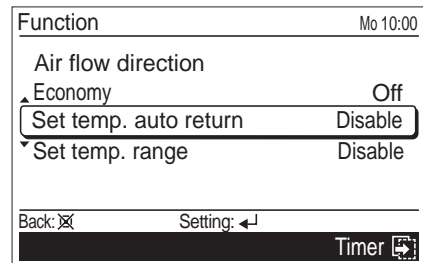 Function Mo 10:00
Air flow direction
Economy Off
Set temp. auto return Disable
Set temp. range Disable
Back: Setting:
Timer